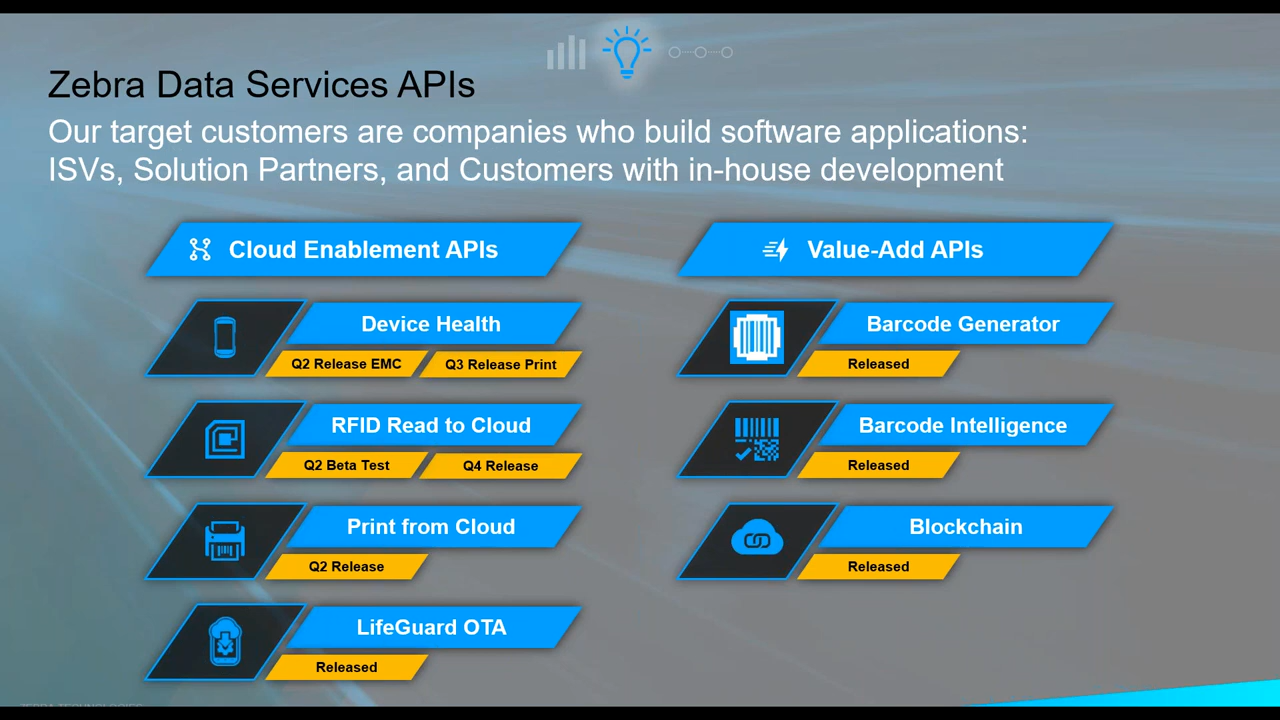 Zebra Data Services APIs
Our target customers are companies who build software applications:
ISVs, Solution Partners, and Customers with in-house development
Cloud Enablement APIs
Device Health
Q2 Release EMC
Q3 Release Print
RFID Read to Cloud
Q2 Beta Test
Q4 Release
Print from Cloud
Q2 Release
LifeGuard OTA
Released
Value-Add APIs
Barcode Generator
Released
Barcode Intelligence
Released
Blockchain
Released